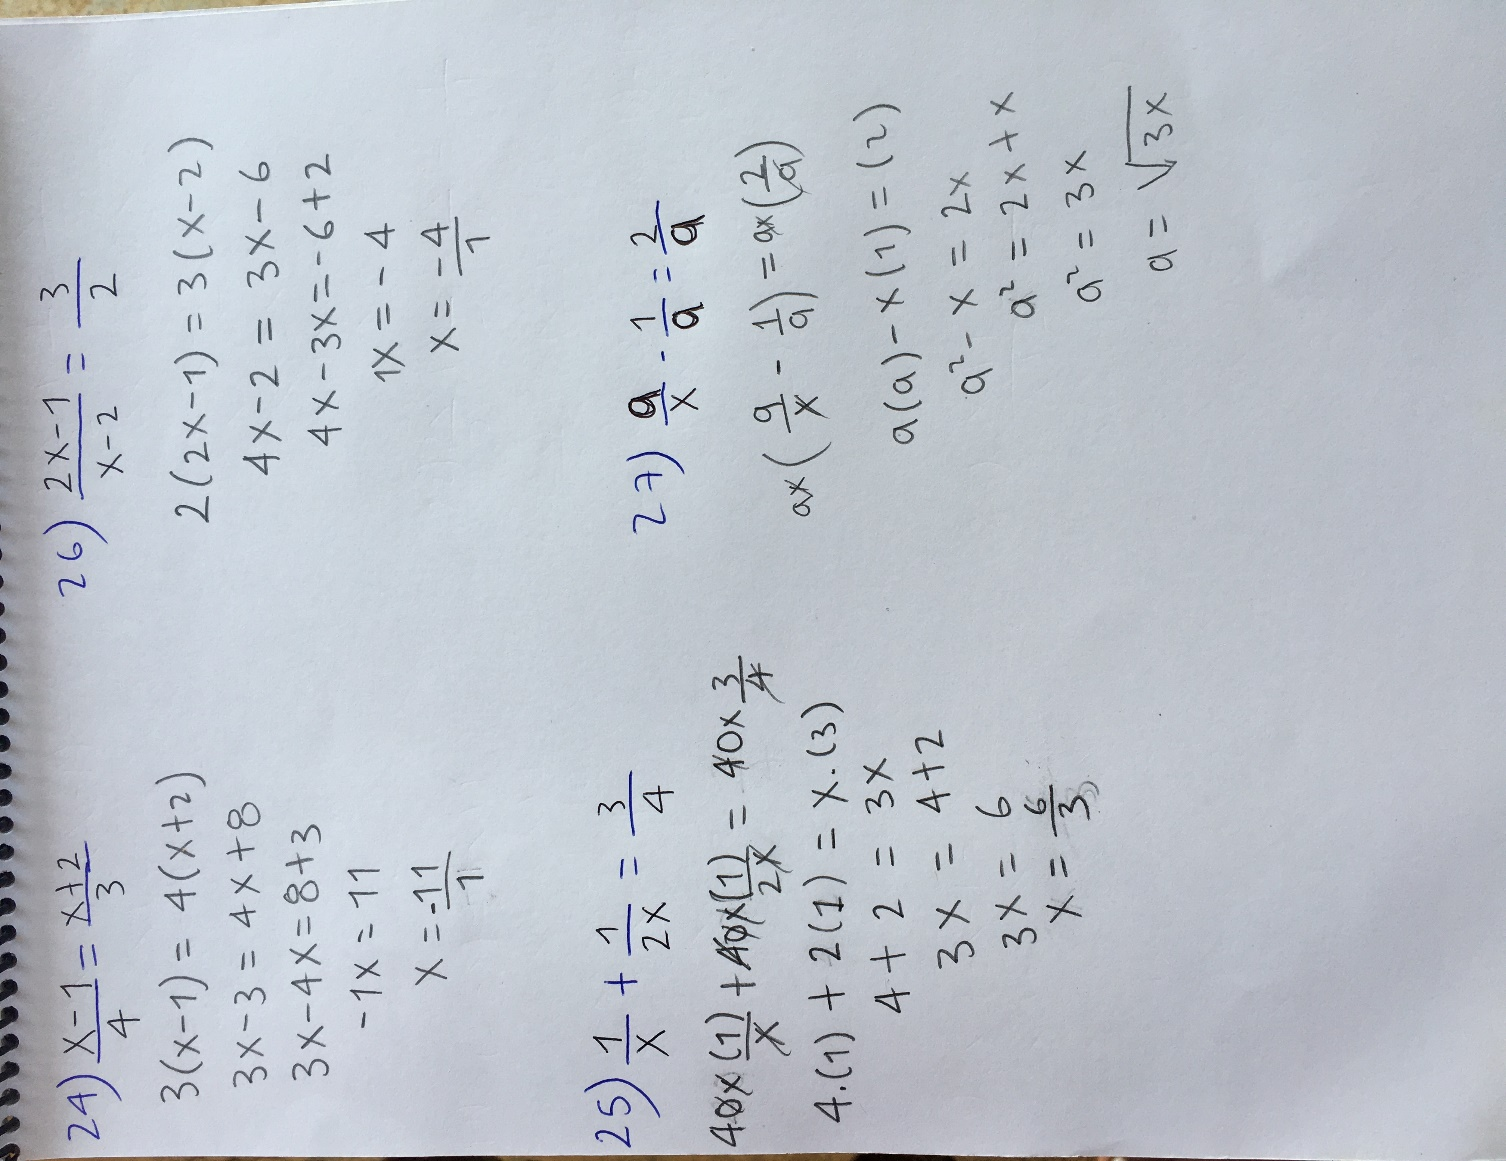 24) x-1/4 = x+2/3
3(x-1) = 4(x+2)
3x-3 = 4x+8
3x-4x = 8+3
-1x = 11
x = -11/1
25) 1/x + 1/2x = 3/4
40x (1)/x + 40x (1)/2x = 40x 3/4
4.(1) + 2(1) = x.(3)
4+2 = 3x
3x = 4+2
3x = 6
x = 6/3
26) 2x-1/x-2 = 3/2
2(2x-1) = 3(x-2)
4x-2 = 3x-6
4x-3x = -6+2
1x = -4
x = -4/1
27) a/x - 1/a = 2/a
ax(a/x - 1/a) = ax(2/a)
a(a) - x(1) = (2)
a² - x = 2x
a² = 2x + x
a² = 3x
a = √3x